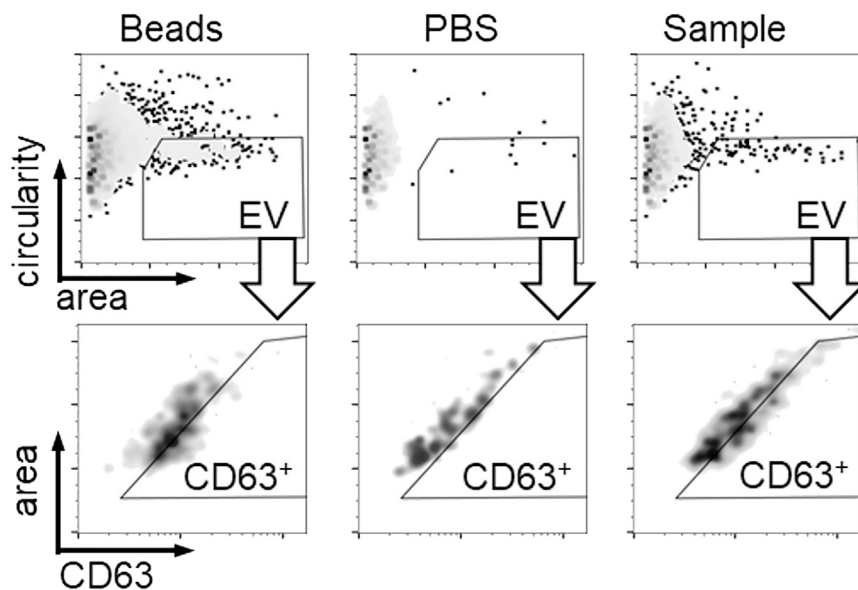 Beads PBS Sample
circularity
EV EV EV
area
area
CD63⁺ CD63⁺ CD63⁺
CD63